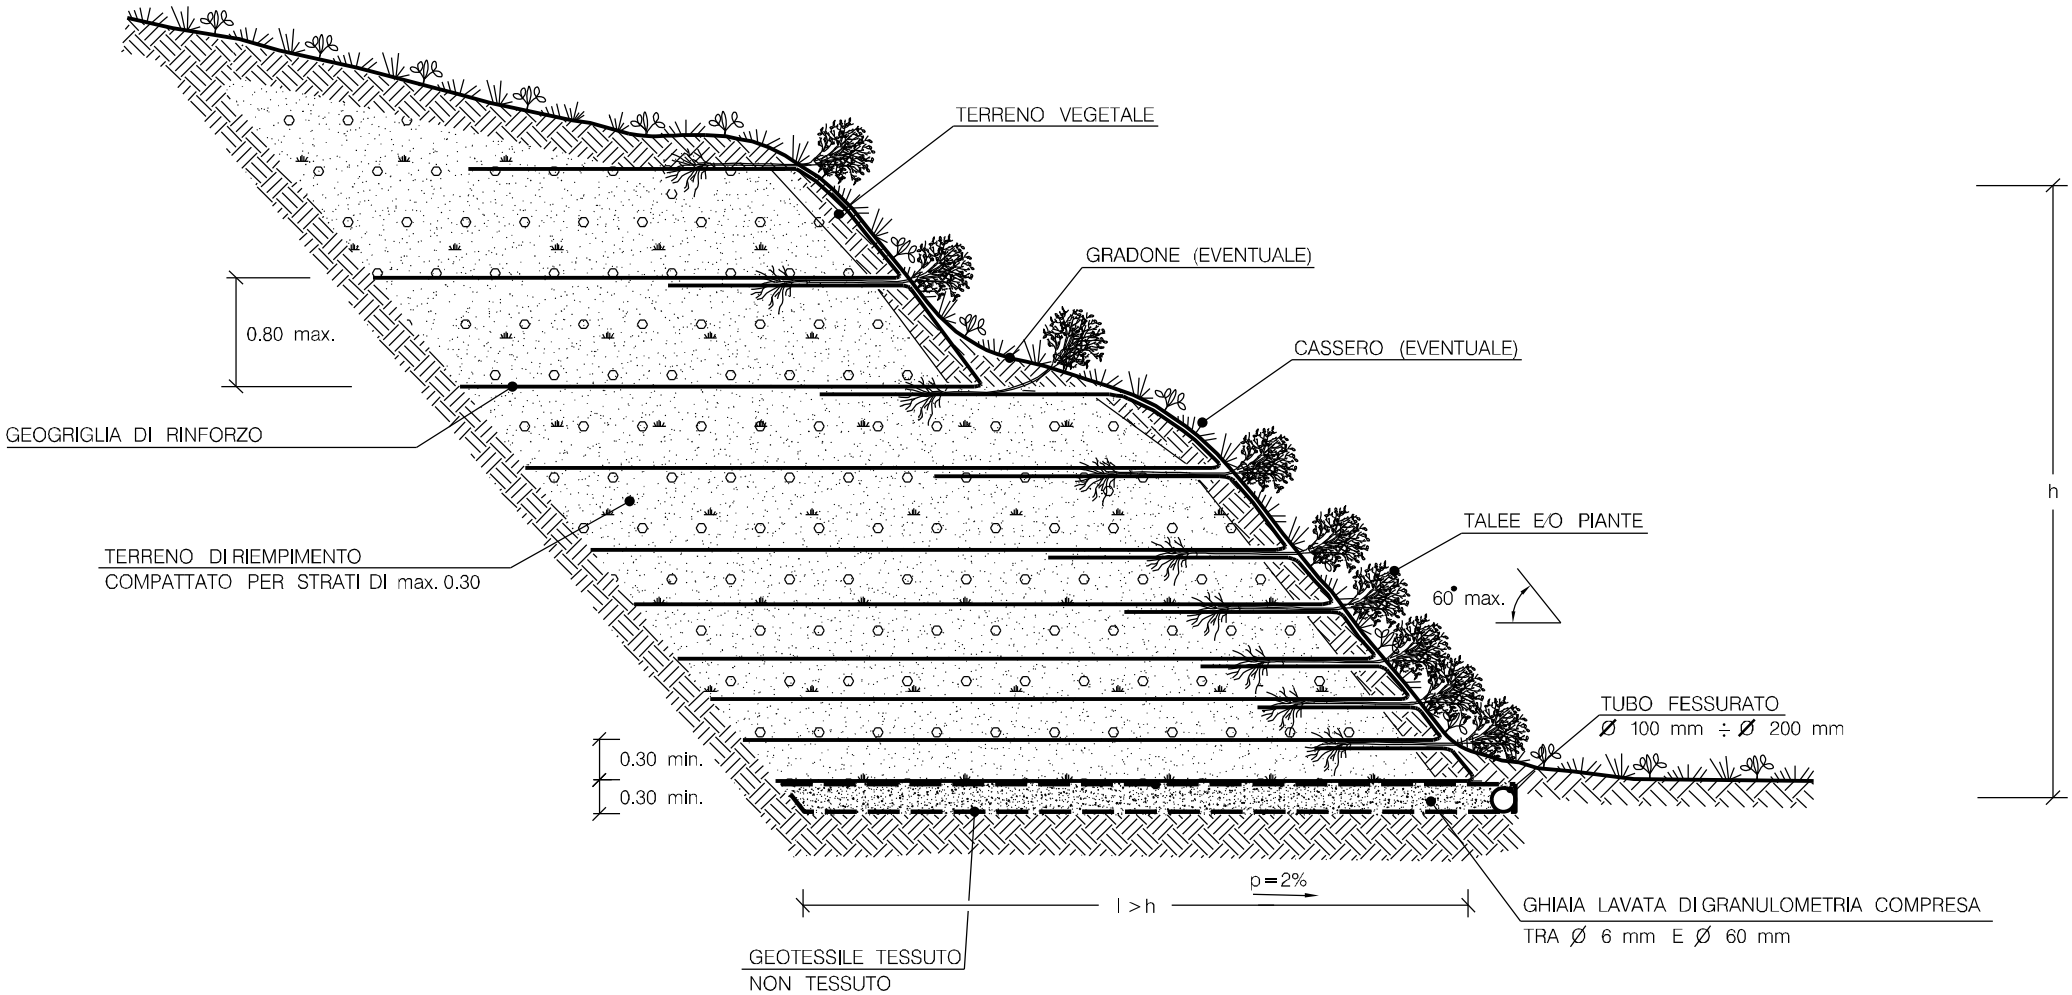 TERRENO VEGETALE
GRADONE (EVENTUALE)
0.80 max.
CASSERO (EVENTUALE)
GEOGRIGLIA DI RINFORZO
h
TALEE E/O PIANTE
TERRENO DI RIEMPIMENTO
COMPATTATO PER STRATI DI max. 0.30
60° max.
TUBO FESSURATO
Ø 100 mm ÷ Ø 200 mm
0.30 min.
0.30 min.
p=2%
l > h
GHIAIA LAVATA DI GRANULOMETRIA COMPRESA
TRA Ø 6 mm E Ø 60 mm
GEOTESSILE TESSUTO
NON TESSUTO